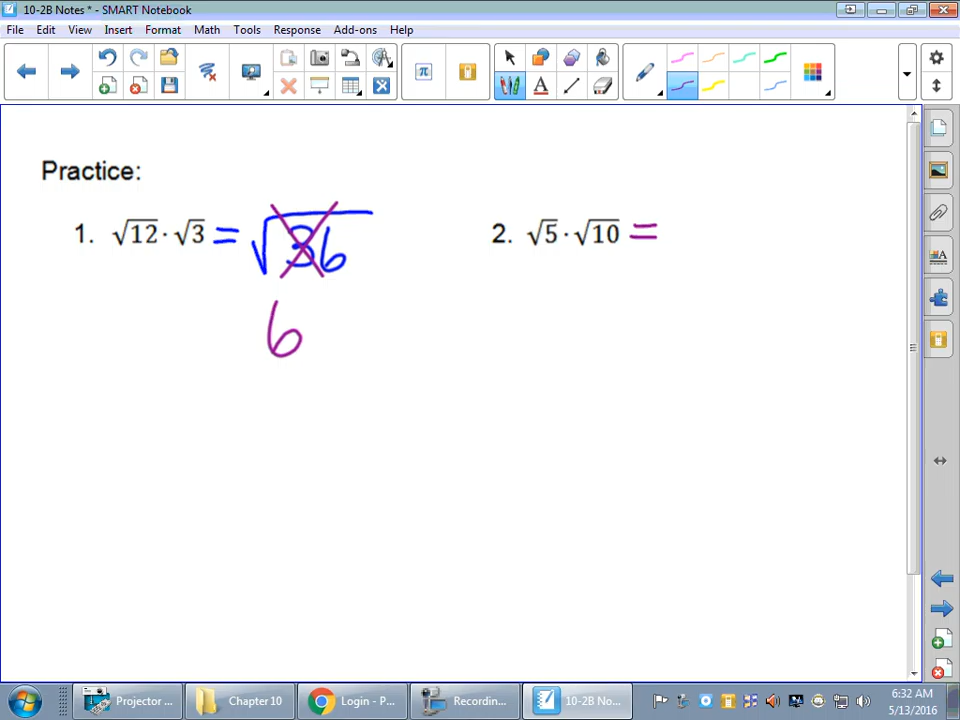 10-2B Notes * - SMART Notebook
File Edit View Insert Format Math Tools Response Add-ons Help
Practice:
1. √12 · √3 = √36
2. √5 · √10 =
6
Projector ...
Chapter 10
Login - P...
Recordin...
10-2B No...
6:32 AM
5/13/2016